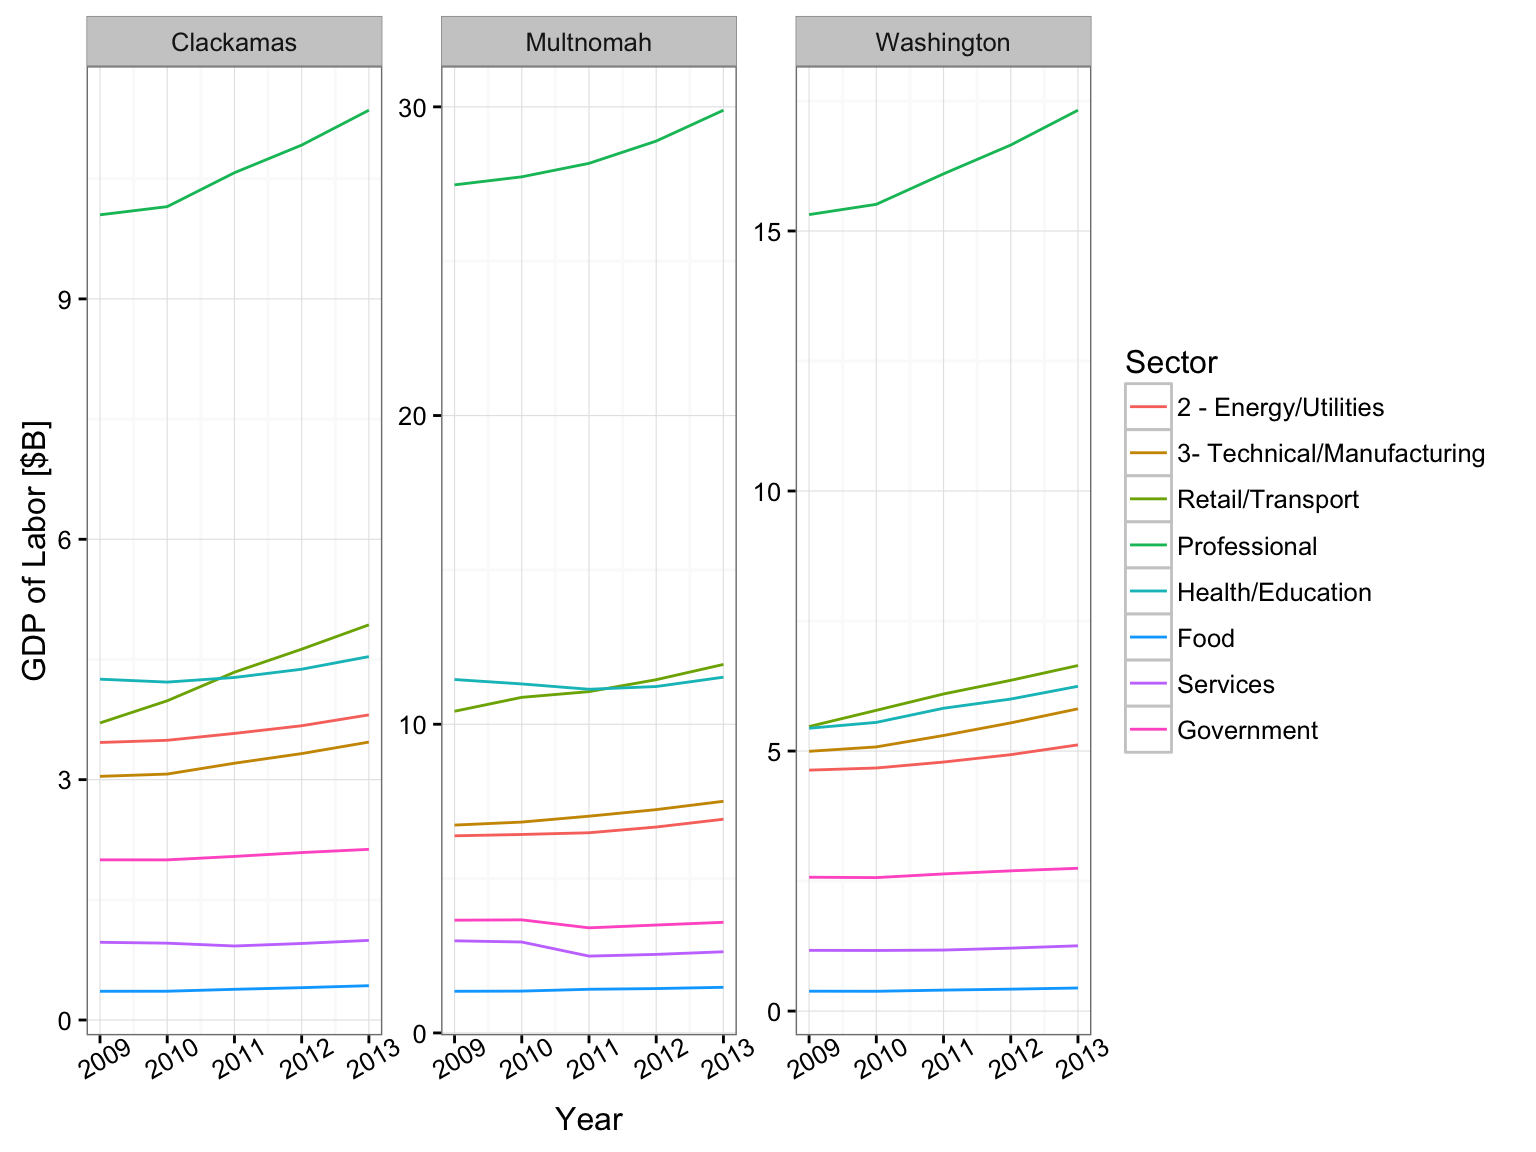 Clackamas
Multnomah
Washington
GDP of Labor [$B]
9
6
3
0
30
20
10
0
15
10
5
0
2009 2010 2011 2012 2013
2009 2010 2011 2012 2013
2009 2010 2011 2012 2013
Year
Sector
2 - Energy/Utilities
3- Technical/Manufacturing
Retail/Transport
Professional
Health/Education
Food
Services
Government